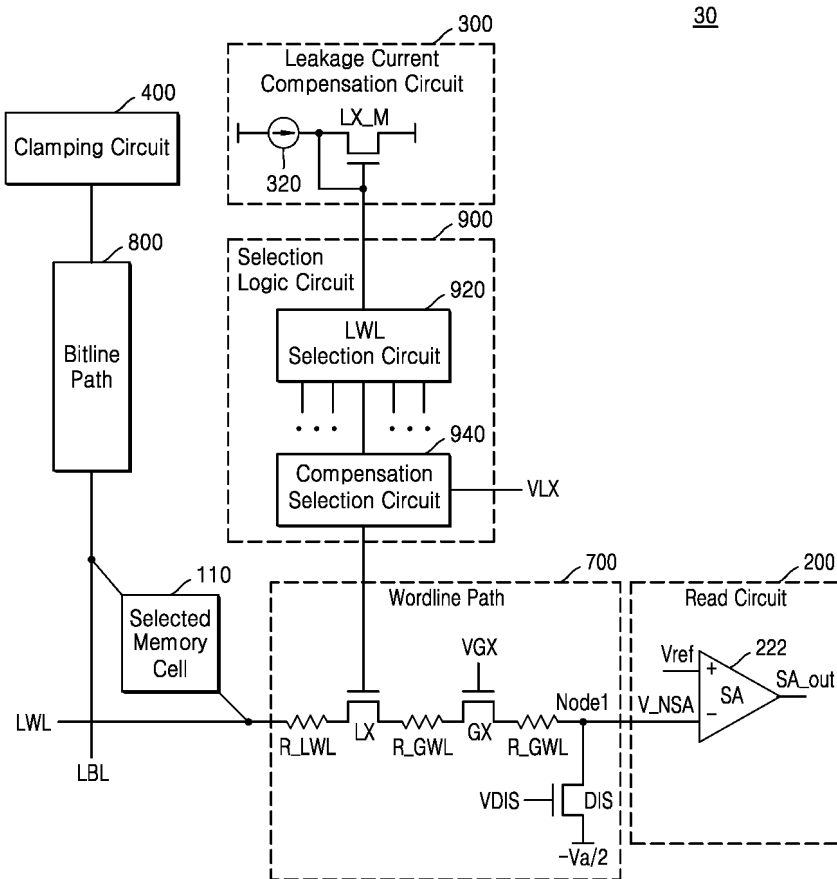 30
300
Leakage Current
Compensation Circuit
LX_M
320
400
Clamping Circuit
800
Bitline
Path
900
Selection
Logic Circuit
920
LWL
Selection Circuit
• • •
• • •
940
Compensation
Selection Circuit
VLX
110
Selected
Memory
Cell
LWL
LBL
700
Wordline Path
VGX
R_LWL
LX
R_GWL
GX
R_GWL
Node1
VDIS
DIS
-Va/2
200
Read Circuit
222
Vref
+
SA
SA_out
V_NSA
-